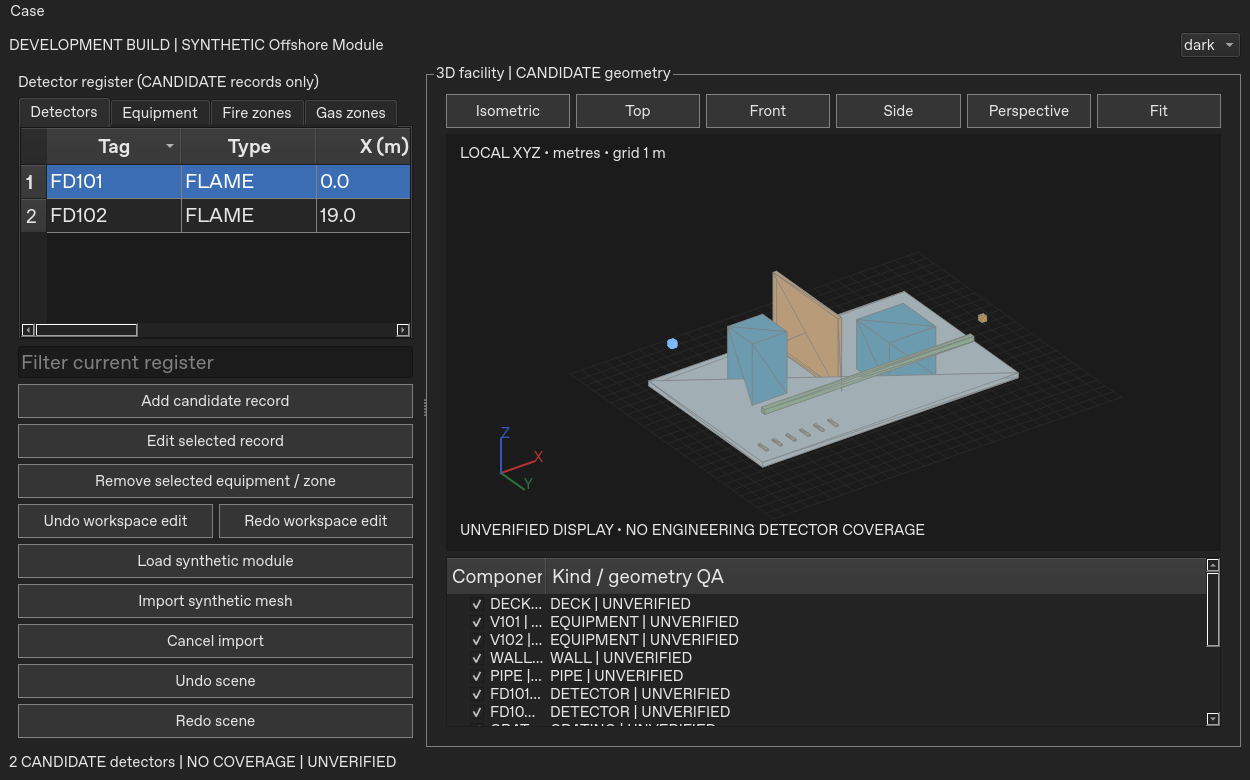 Case
DEVELOPMENT BUILD | SYNTHETIC Offshore Module
dark
Detector register (CANDIDATE records only)
Detectors Equipment Fire zones Gas zones
Tag Type X (m)
1 FD101 FLAME 0.0
2 FD102 FLAME 19.0
Filter current register
Add candidate record
Edit selected record
Remove selected equipment / zone
Undo workspace edit Redo workspace edit
Load synthetic module
Import synthetic mesh
Cancel import
Undo scene
Redo scene
3D facility | CANDIDATE geometry
Isometric Top Front Side Perspective Fit
LOCAL XYZ • metres • grid 1 m
Z
X
Y
UNVERIFIED DISPLAY • NO ENGINEERING DETECTOR COVERAGE
Componer Kind / geometry QA
DECK... DECK | UNVERIFIED
V101 | ... EQUIPMENT | UNVERIFIED
V102 |... EQUIPMENT | UNVERIFIED
WALL... WALL | UNVERIFIED
PIPE |... PIPE | UNVERIFIED
FD101... DETECTOR | UNVERIFIED
FD10... DETECTOR | UNVERIFIED
2 CANDIDATE detectors | NO COVERAGE | UNVERIFIED